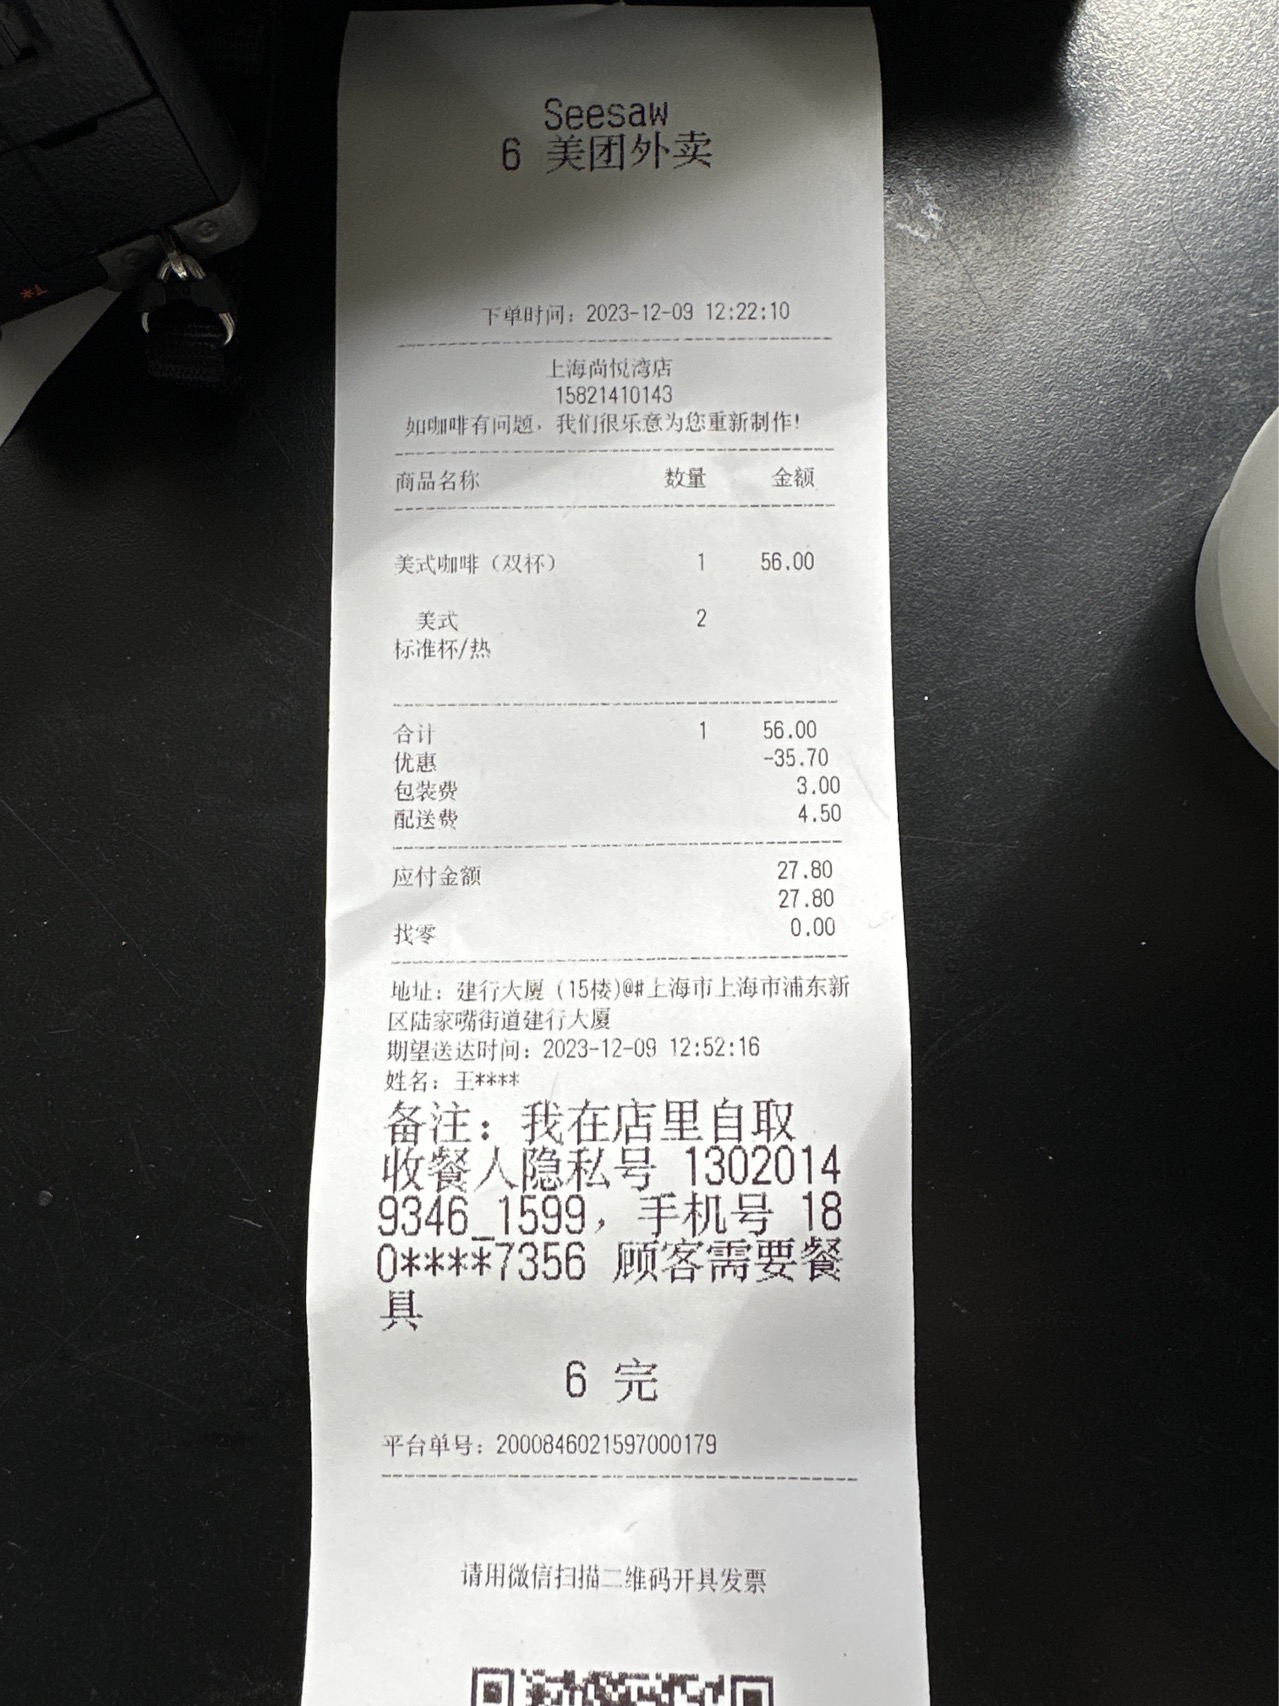 Seesaw
6 美团外卖
下单时间：2023-12-09 12:22:10
上海尚悦湾店
15821410143
如咖啡有问题，我们很乐意为您重新制作!
商品名称 数量 金额
美式咖啡（双杯） 1 56.00
美式 2
标准杯/热
合计 1 56.00
优惠 -35.70
包装费 3.00
配送费 4.50
应付金额 27.80
27.80
找零 0.00
地址：建行大厦 (15楼)@#上海市上海市浦东新
区陆家嘴街道建行大厦
期望送达时间：2023-12-09 12:52:16
姓名：王****
备注：我在店里自取
收餐人隐私号 1302014
9346_1599，手机号 18
0****7356 顾客需要餐
具
6 完
平台单号：2000846021597000179
请用微信扫描二维码开具发票